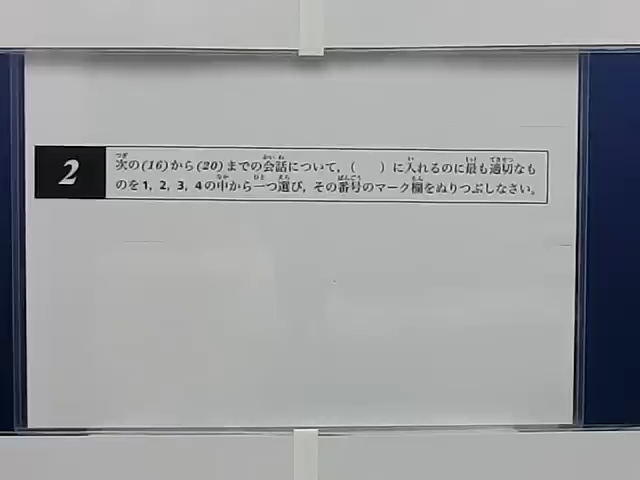 2
次の(16)から(20)までの会話について,(　　)に入れるのに最も適切なも
のを1, 2, 3, 4の中から一つ選び, その番号のマーク欄をぬりつぶしなさい。